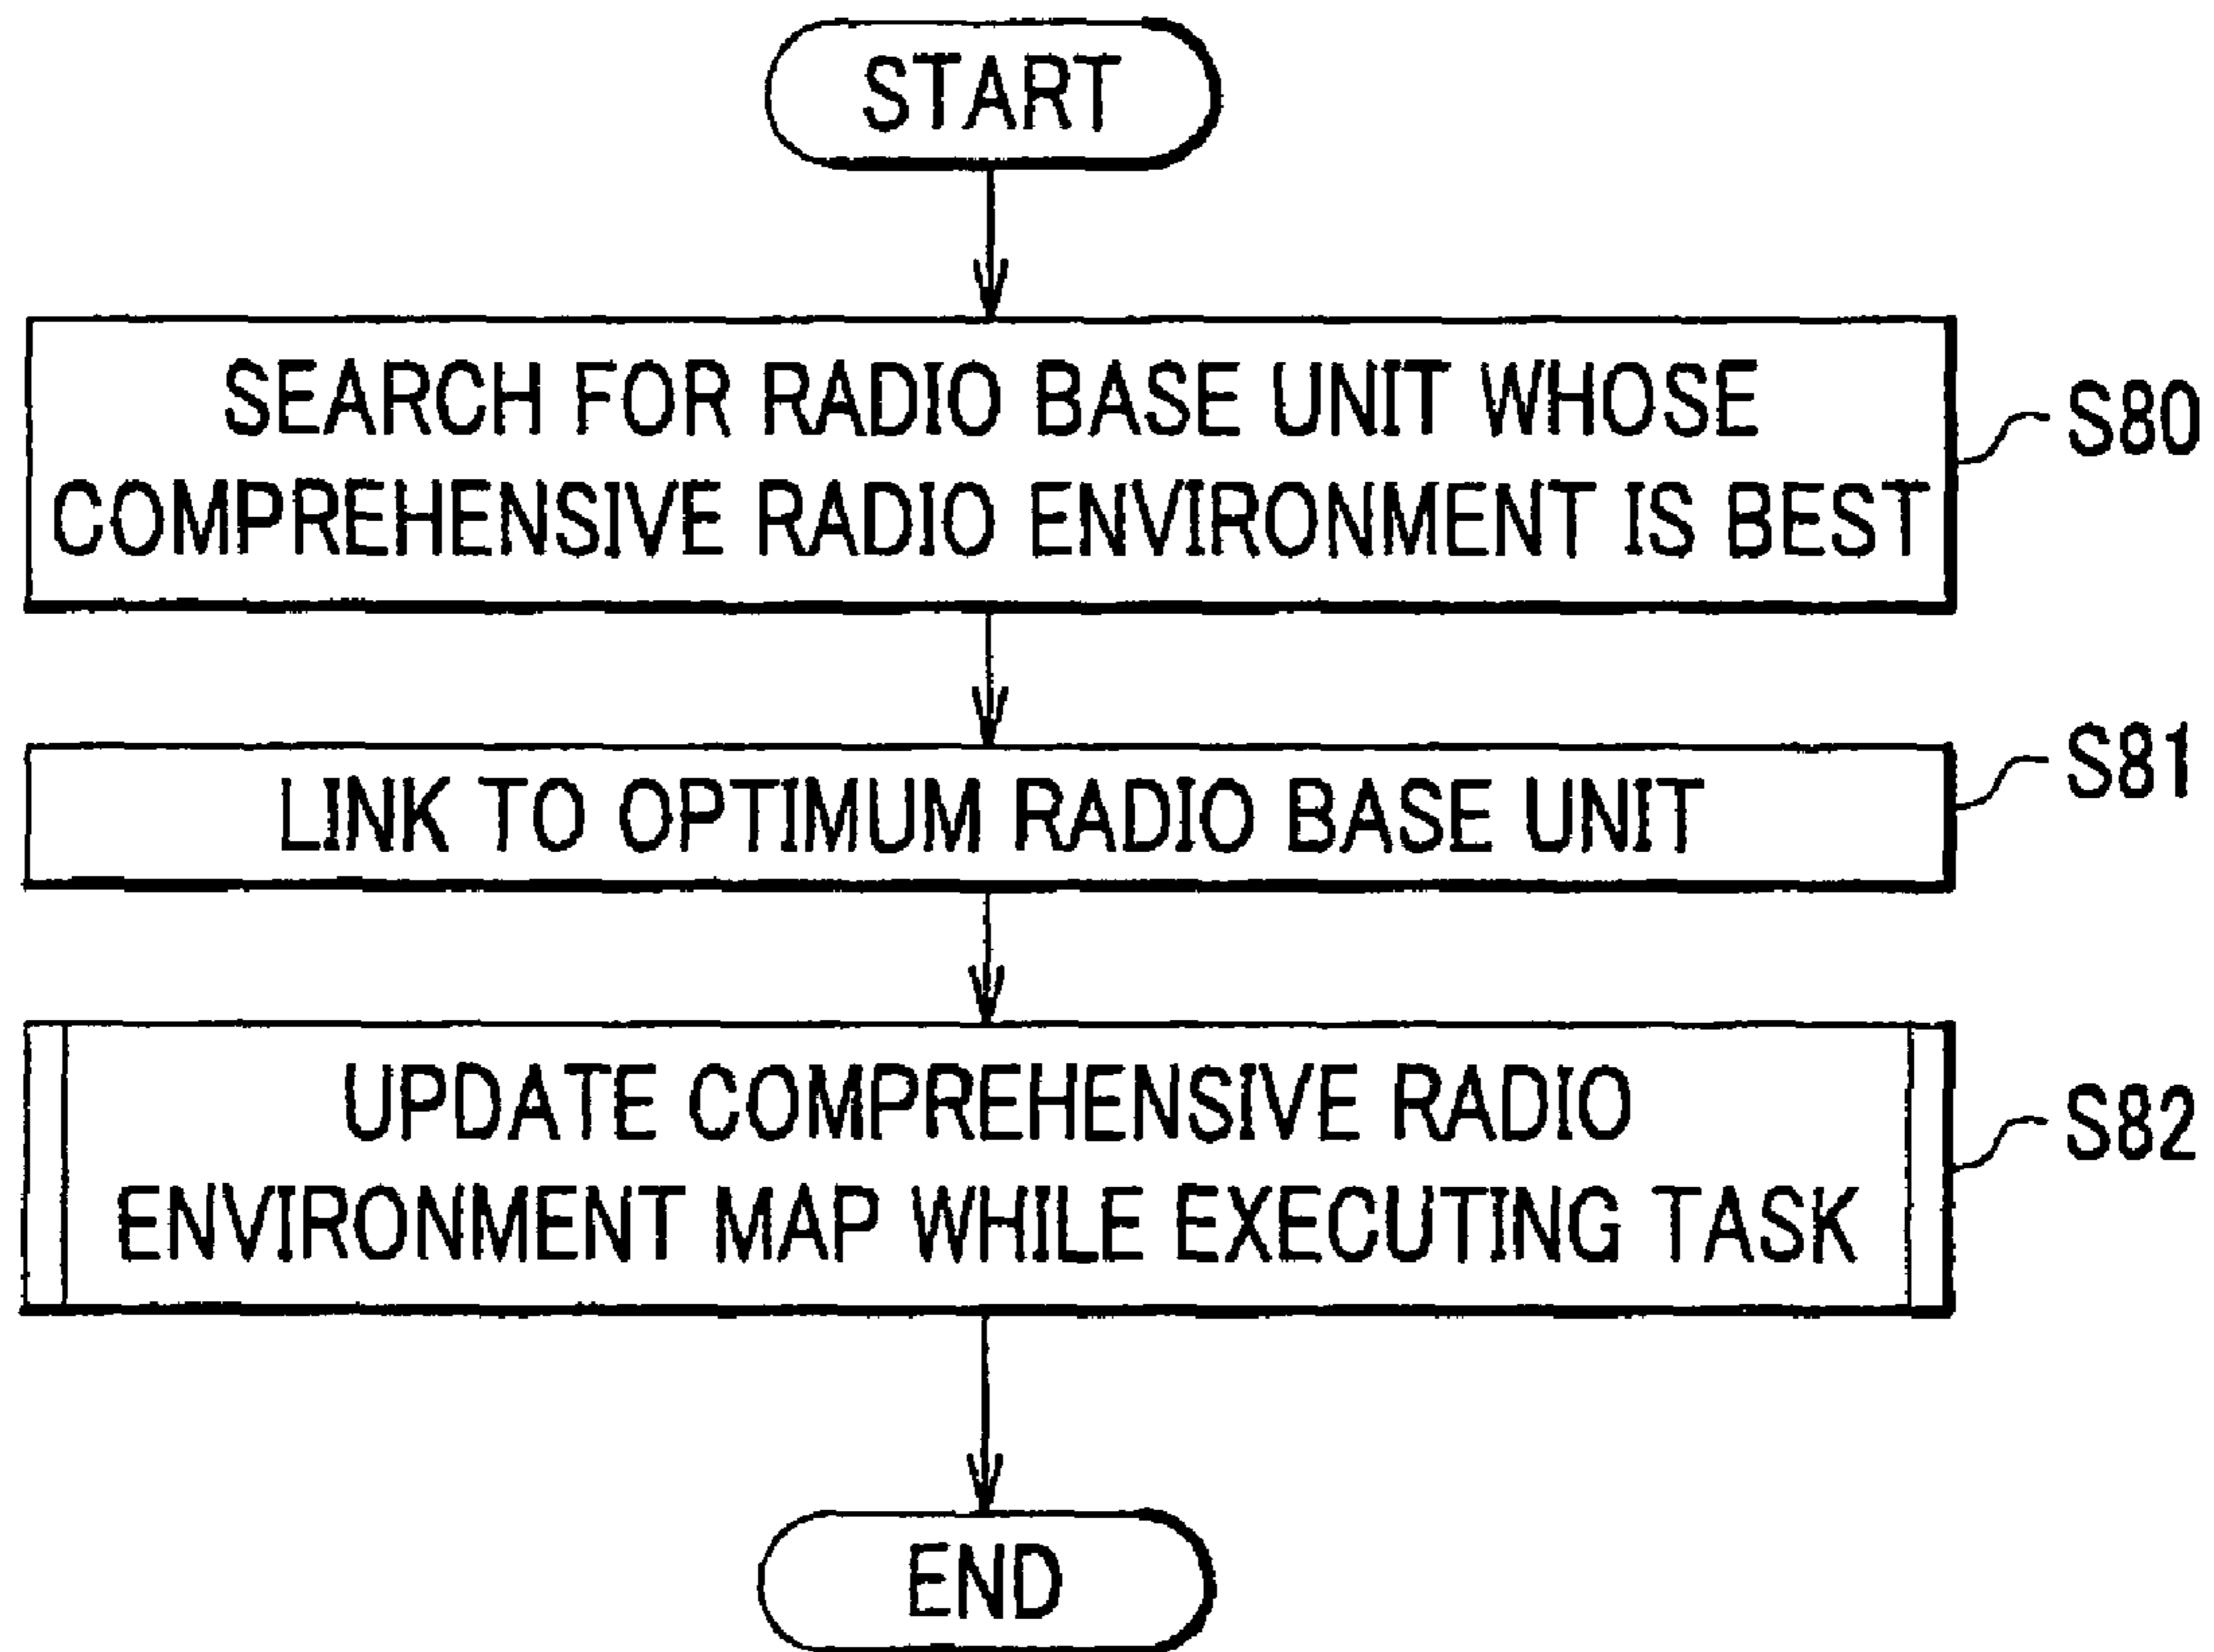 START
SEARCH FOR RADIO BASE UNIT WHOSE
COMPREHENSIVE RADIO ENVIRONMENT IS BEST
S80
LINK TO OPTIMUM RADIO BASE UNIT
S81
UPDATE COMPREHENSIVE RADIO
ENVIRONMENT MAP WHILE EXECUTING TASK
S82
END